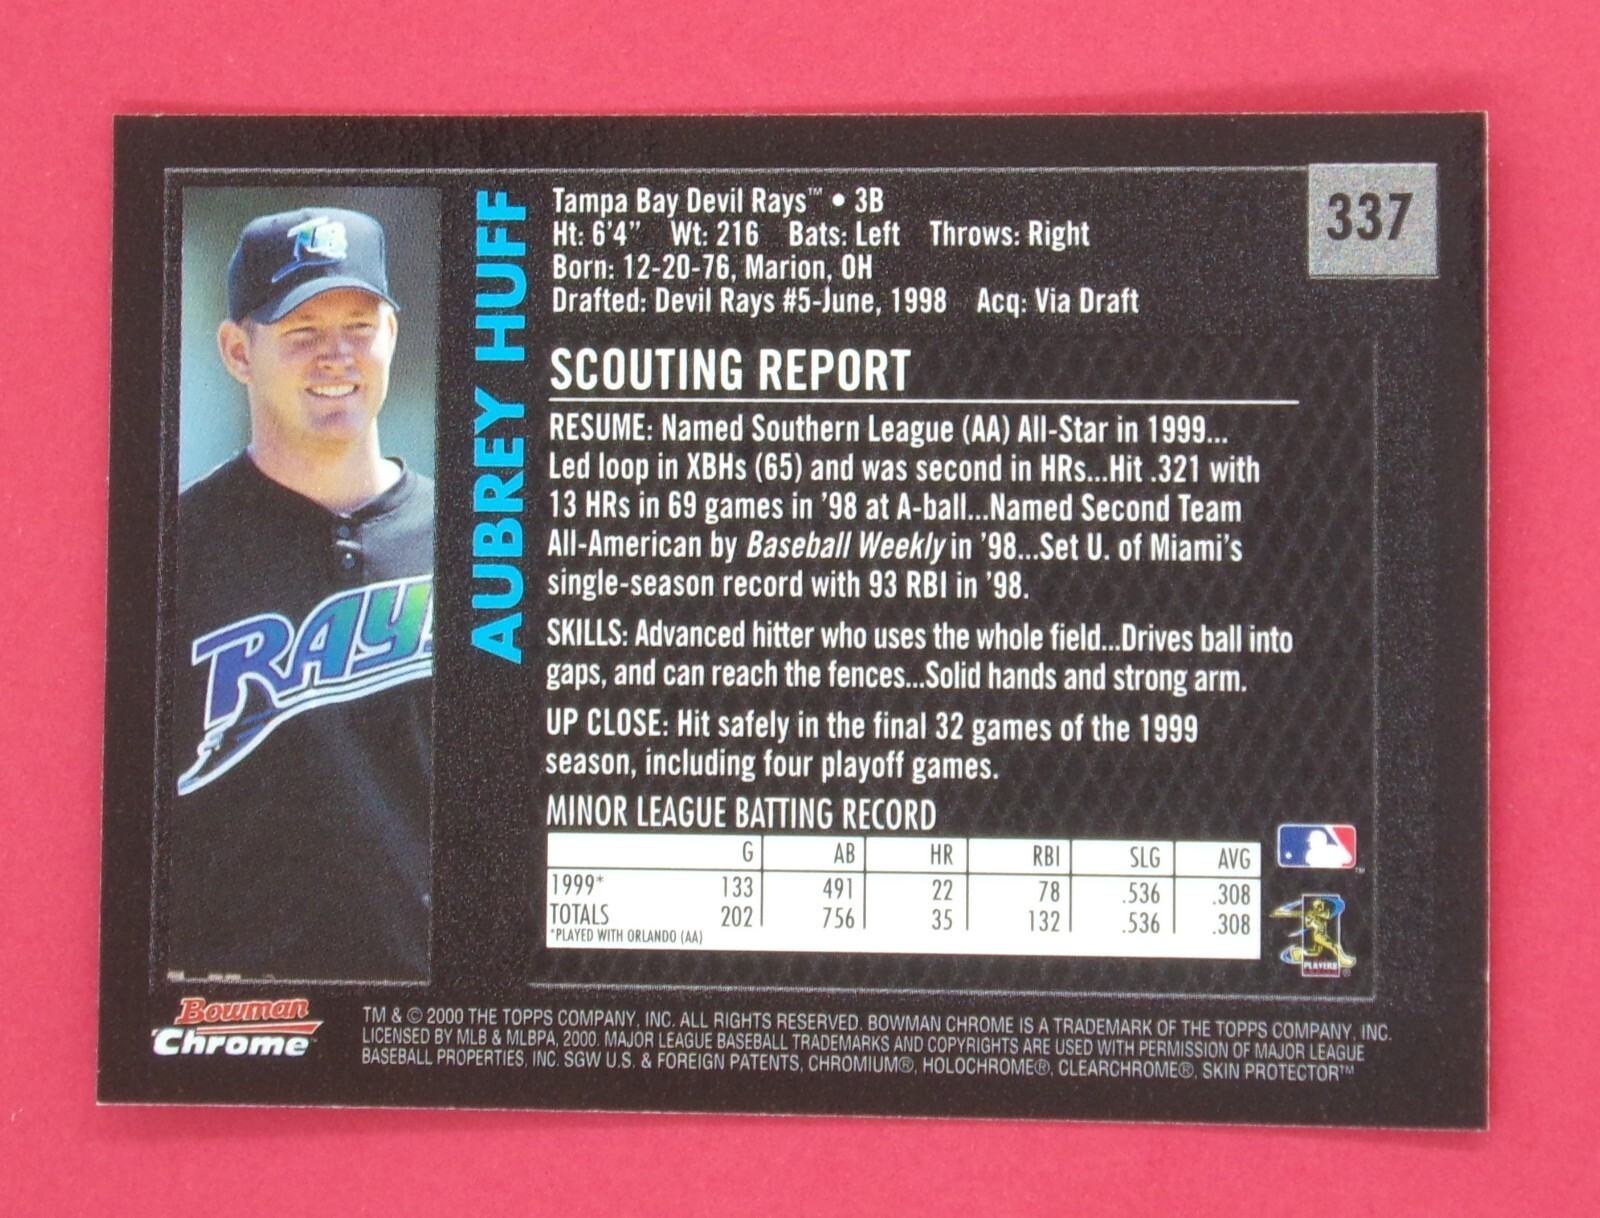 337
AUBREY HUFF
Tampa Bay Devil Rays™ • 3B
Ht: 6'4" Wt: 216 Bats: Left Throws: Right
Born: 12-20-76, Marion, OH
Drafted: Devil Rays #5-June, 1998 Acq: Via Draft
SCOUTING REPORT
RESUME: Named Southern League (AA) All-Star in 1999...
Led loop in XBHs (65) and was second in HRs...Hit .321 with
13 HRs in 69 games in '98 at A-ball...Named Second Team
All-American by Baseball Weekly in '98...Set U. of Miami's
single-season record with 93 RBI in '98.
SKILLS: Advanced hitter who uses the whole field...Drives ball into
gaps, and can reach the fences...Solid hands and strong arm.
UP CLOSE: Hit safely in the final 32 games of the 1999
season, including four playoff games.
MINOR LEAGUE BATTING RECORD
G AB HR RBI SLG AVG
1999* 133 491 22 78 .536 .308
TOTALS 202 756 35 132 .536 .308
*PLAYED WITH ORLANDO (AA)
TB
RAYS
PLAYERS
Bowman
Chrome
TM & © 2000 THE TOPPS COMPANY, INC. ALL RIGHTS RESERVED. BOWMAN CHROME IS A TRADEMARK OF THE TOPPS COMPANY, INC.
LICENSED BY MLB & MLBPA, 2000. MAJOR LEAGUE BASEBALL TRADEMARKS AND COPYRIGHTS ARE USED WITH PERMISSION OF MAJOR LEAGUE
BASEBALL PROPERTIES, INC. SGW U.S. & FOREIGN PATENTS, CHROMIUM®, HOLOCHROME®, CLEARCHROME®, SKIN PROTECTOR™